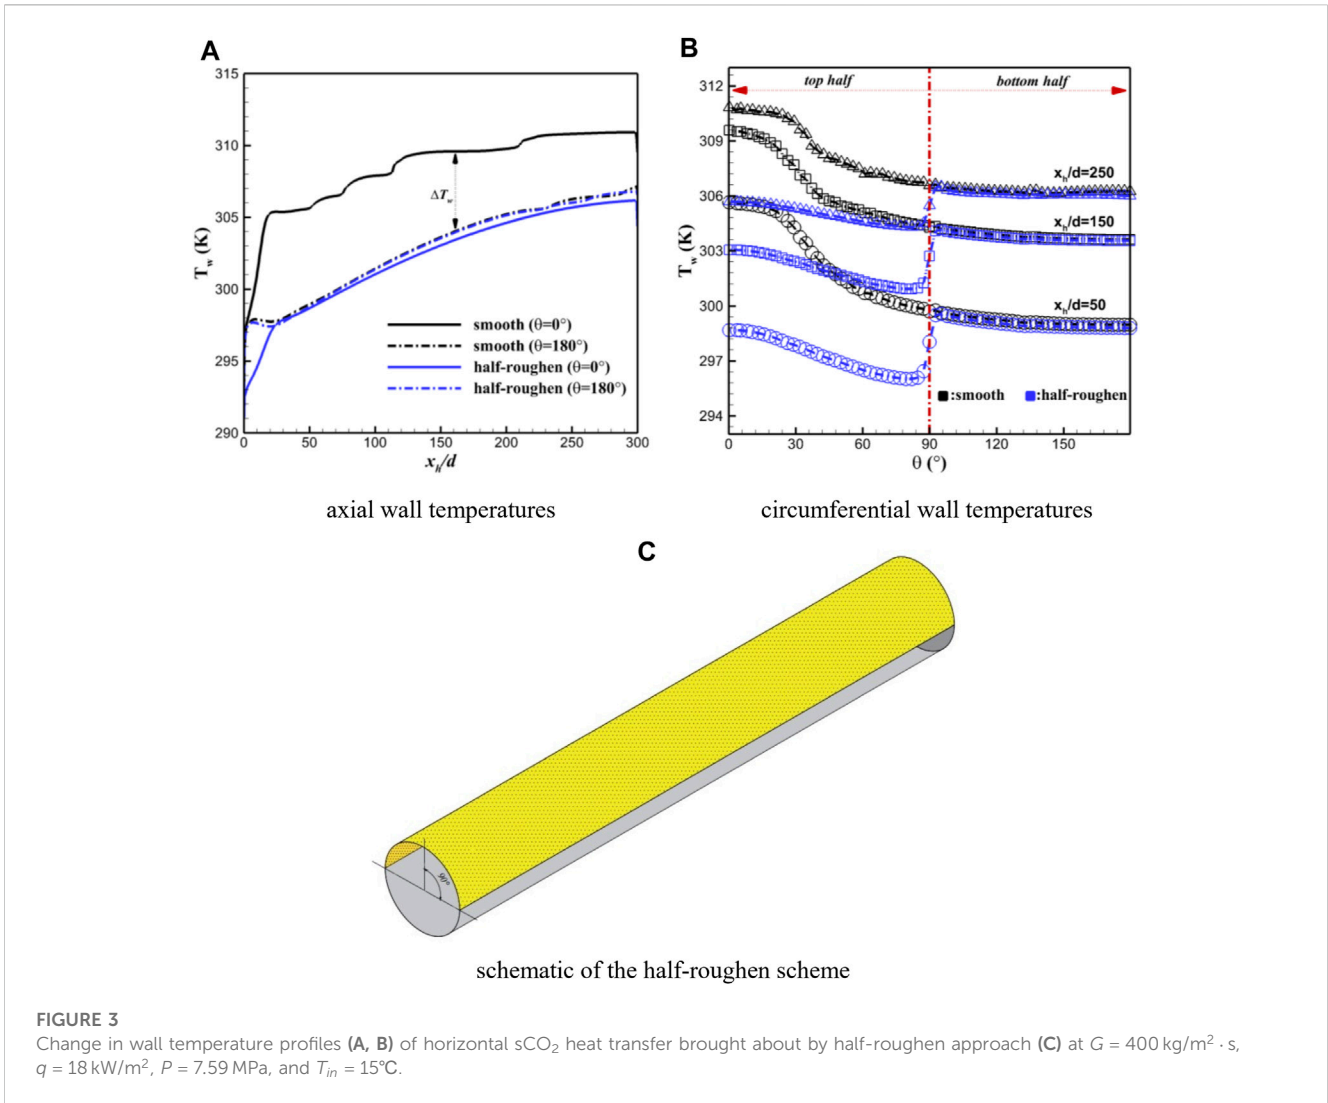 A
315
310
305
300
295
290
T_w (K)
ΔT_w
smooth (θ=0°)
smooth (θ=180°)
half-roughen (θ=0°)
half-roughen (θ=180°)
0 50 100 150 200 250 300
x_h/d
axial wall temperatures
B
312
309
306
303
300
297
294
T_w (K)
top half
bottom half
x_h/d=250
x_h/d=150
x_h/d=50
:smooth :half-roughen
0 30 60 90 120 150
θ (°)
circumferential wall temperatures
C
90°
schematic of the half-roughen scheme
FIGURE 3
Change in wall temperature profiles (A, B) of horizontal sCO₂ heat transfer brought about by half-roughen approach (C) at G = 400 kg/m² · s,
q = 18 kW/m², P = 7.59 MPa, and T_in = 15℃.